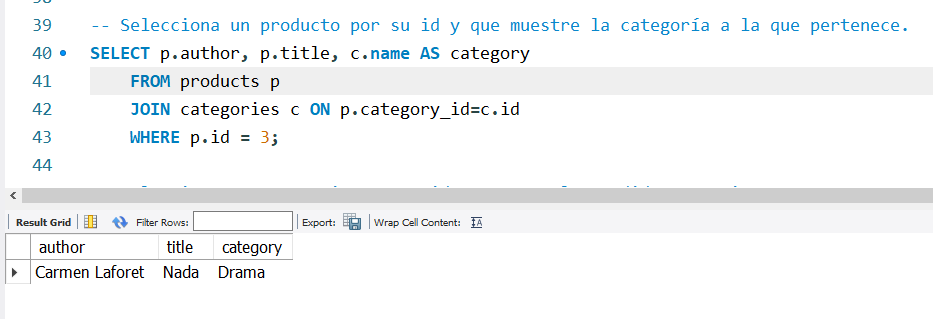 39 -- Selecciona un producto por su id y que muestre la categoría a la que pertenece.
40 SELECT p.author, p.title, c.name AS category
41 FROM products p
42 JOIN categories c ON p.category_id=c.id
43 WHERE p.id = 3;
44
Result Grid Filter Rows: Export: Wrap Cell Content: IA
author title category
Carmen Laforet Nada Drama